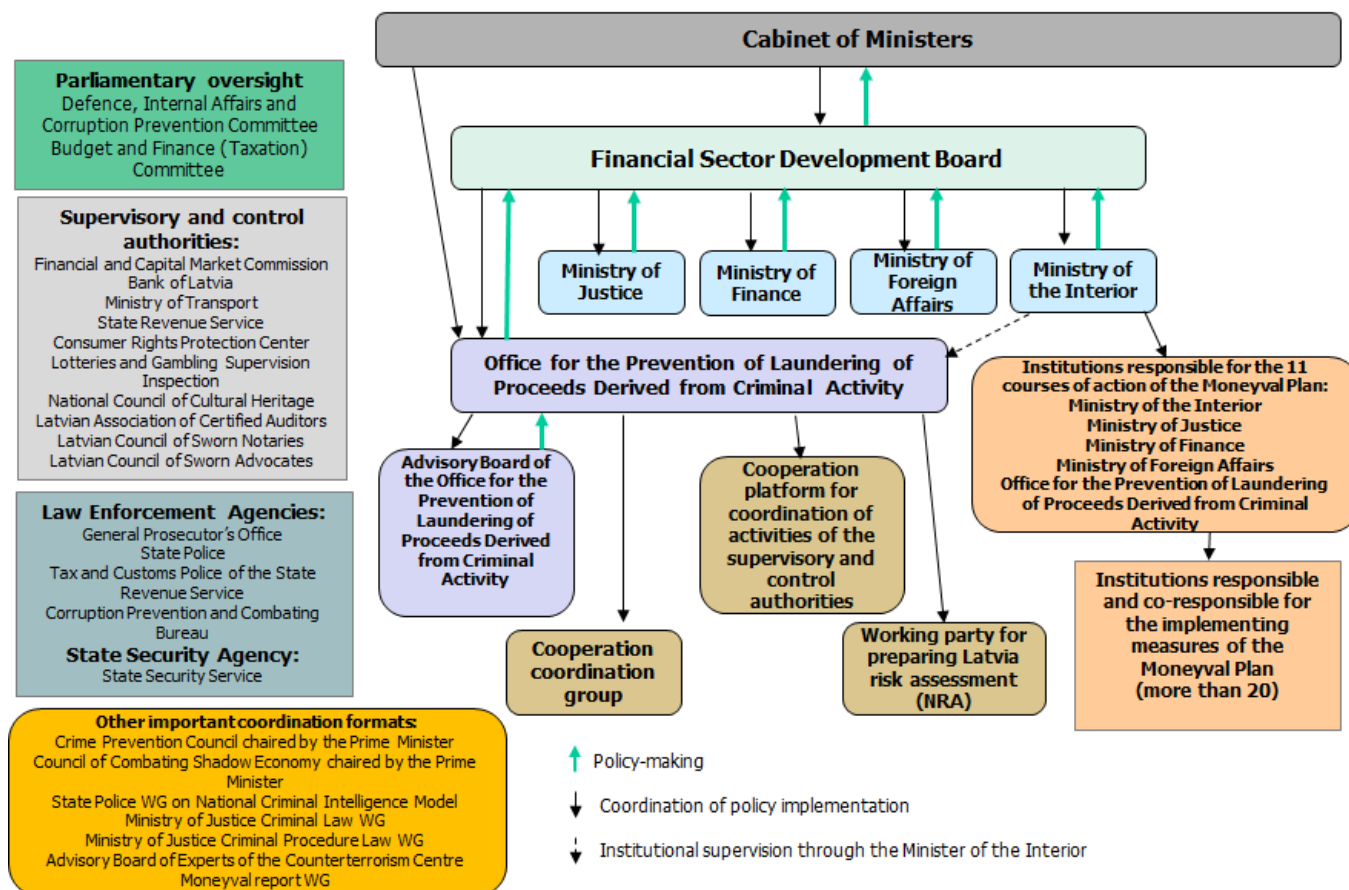 Cabinet of Ministers
Parliamentary oversight
Defence, Internal Affairs and
Corruption Prevention Committee
Budget and Finance (Taxation)
Committee
Financial Sector Development Board
Supervisory and control
authorities:
Financial and Capital Market Commission
Bank of Latvia
Ministry of Transport
State Revenue Service
Consumer Rights Protection Center
Lotteries and Gambling Supervision
Inspection
National Council of Cultural Heritage
Latvian Association of Certified Auditors
Latvian Council of Sworn Notaries
Latvian Council of Sworn Advocates
Ministry of
Justice
Ministry of
Finance
Ministry of
Foreign
Affairs
Ministry of
the Interior
Office for the Prevention of Laundering of
Proceeds Derived from Criminal Activity
Institutions responsible for the 11
courses of action of the Moneyval Plan:
Ministry of the Interior
Ministry of Justice
Ministry of Finance
Ministry of Foreign Affairs
Office for the Prevention of Laundering
of Proceeds Derived from Criminal
Activity
Advisory Board of
the Office for the
Prevention of
Laundering of
Proceeds Derived
from Criminal
Activity
Cooperation
platform for
coordination of
activities of the
supervisory and
control
authorities
Law Enforcement Agencies:
General Prosecutor's Office
State Police
Tax and Customs Police of the State
Revenue Service
Corruption Prevention and Combating
Bureau
State Security Agency:
State Security Service
Institutions responsible
and co-responsible for
the implementing
measures of the
Moneyval Plan
(more than 20)
Cooperation
coordination
group
Working party for
preparing Latvia
risk assessment
(NRA)
Other important coordination formats:
Crime Prevention Council chaired by the Prime Minister
Council of Combating Shadow Economy chaired by the Prime
Minister
State Police WG on National Criminal Intelligence Model
Ministry of Justice Criminal Law WG
Ministry of Justice Criminal Procedure Law WG
Advisory Board of Experts of the Counterterrorism Centre
Moneyval report WG
Policy-making
Coordination of policy implementation
Institutional supervision through the Minister of the Interior